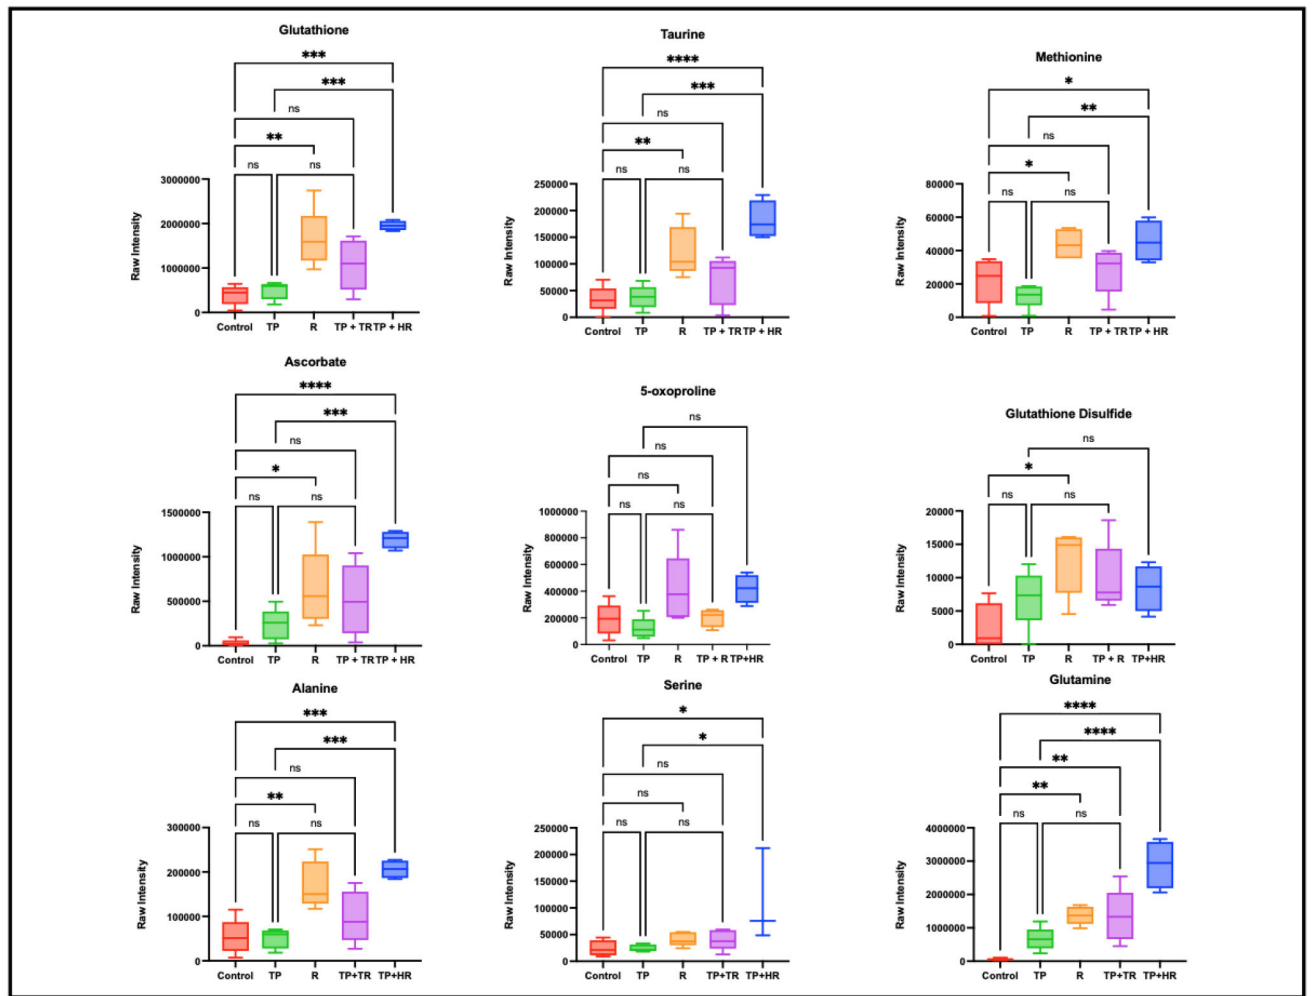 Glutathione
***
***
ns
**
ns ns
Raw Intensity
3000000
2000000
1000000
0
Control TP R TP + TR TP + HR
Taurine
****
***
ns
**
ns ns
Raw Intensity
250000
200000
150000
100000
50000
0
Control TP R TP + TR TP + HR
Methionine
*
**
ns
*
ns ns
Raw Intensity
80000
60000
40000
20000
0
Control TP R TP + TR TP + HR
Ascorbate
****
***
ns
*
ns ns
Raw Intensity
1500000
1000000
500000
0
Control TP R TP + TR TP + HR
5-oxoproline
ns
ns
ns
ns ns
Raw Intensity
1000000
800000
600000
400000
200000
0
Control TP R TP + R TP+HR
Glutathione Disulfide
ns
*
ns ns
Raw Intensity
20000
15000
10000
5000
0
Control TP R TP + R TP+HR
Alanine
***
***
ns
**
ns ns
Raw Intensity
300000
200000
100000
0
Control TP R TP+TR TP+HR
Serine
*
*
ns
ns
ns ns
Raw Intensity
250000
200000
150000
100000
50000
0
Control TP R TP+TR TP+HR
Glutamine
****
****
**
**
ns ns
Raw Intensity
4000000
3000000
2000000
1000000
0
Control TP R TP+TR TP+HR